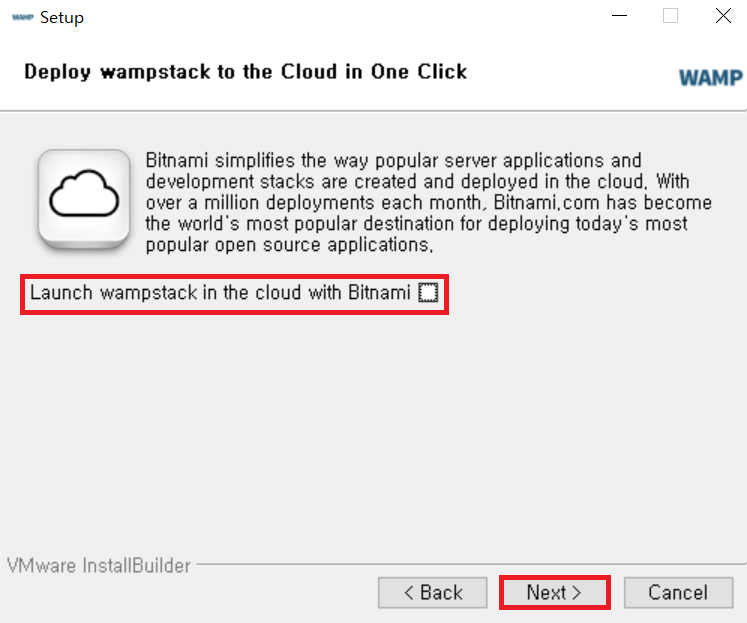 WAMP Setup
Deploy wampstack to the Cloud in One Click
WAMP
Bitnami simplifies the way popular server applications and
development stacks are created and deployed in the cloud. With
over a million deployments each month, Bitnami.com has become
the world's most popular destination for deploying today's most
popular open source applications.
Launch wampstack in the cloud with Bitnami
VMware InstallBuilder
< Back Next > Cancel